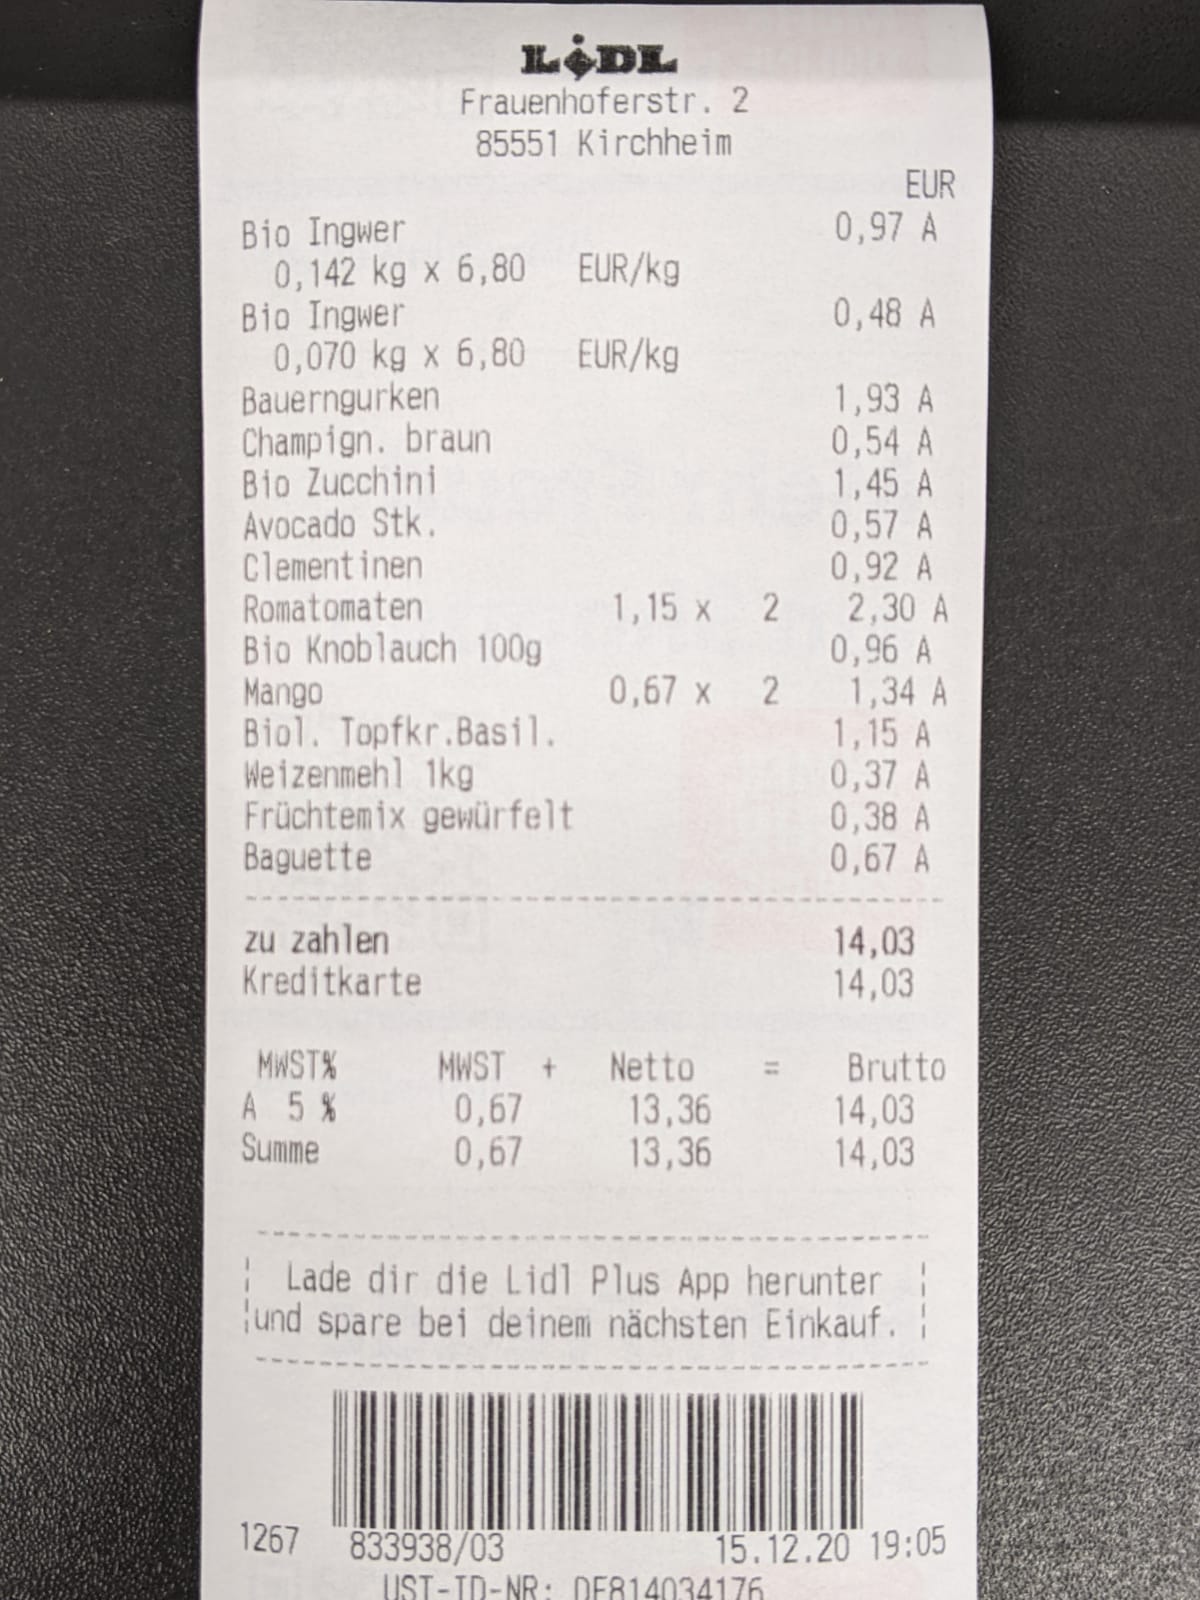 LiDL
Frauenhoferstr. 2
85551 Kirchheim
EUR
Bio Ingwer 0,97 A
0,142 kg x 6,80 EUR/kg
Bio Ingwer 0,48 A
0,070 kg x 6,80 EUR/kg
Bauerngurken 1,93 A
Champign. braun 0,54 A
Bio Zucchini 1,45 A
Avocado Stk. 0,57 A
Clementinen 0,92 A
Romatomaten 1,15 x 2 2,30 A
Bio Knoblauch 100g 0,96 A
Mango 0,67 x 2 1,34 A
Biol. Topfkr.Basil. 1,15 A
Weizenmehl 1kg 0,37 A
Früchtemix gewürfelt 0,38 A
Baguette 0,67 A
zu zahlen 14,03
Kreditkarte 14,03
MWST% MWST + Netto = Brutto
A 5 % 0,67 13,36 14,03
Summe 0,67 13,36 14,03
Lade dir die Lidl Plus App herunter
und spare bei deinem nächsten Einkauf.
1267 833938/03 15.12.20 19:05
UST-ID-NR: DE814034176